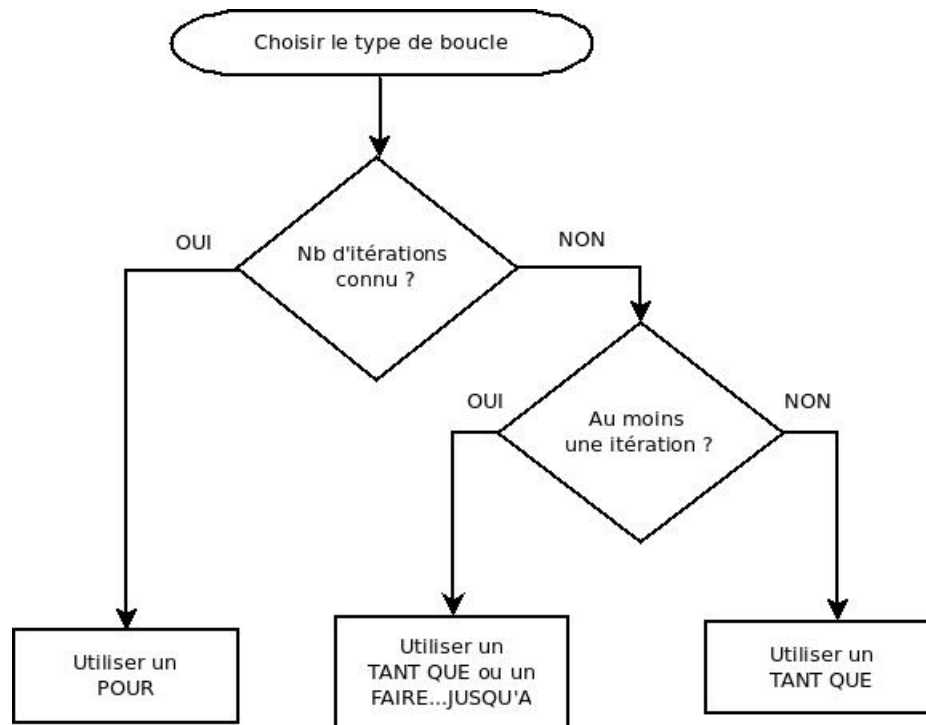 Choisir le type de boucle
OUI
NON
Nb d'itérations
connu ?
OUI
NON
Au moins
une itération ?
Utiliser un
POUR
Utiliser un
TANT QUE ou un
FAIRE...JUSQU'A
Utiliser un
TANT QUE